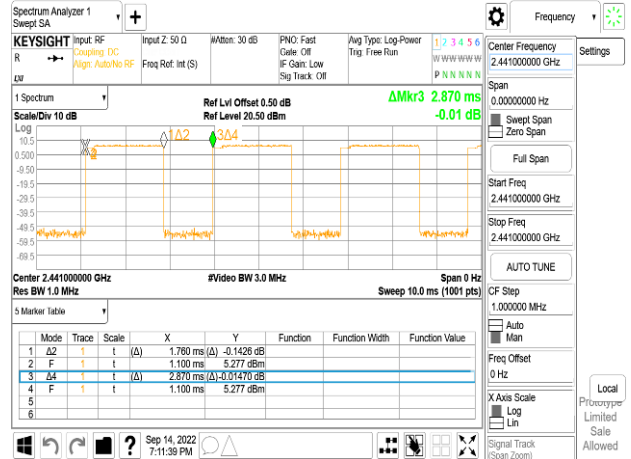 Spectrum Analyzer 1
Swept SA
KEYSIGHT
R
Input: RF
Coupling: DC
Align: Auto/No RF
Input Z: 50 Ω
Freq Ref: Int (S)
#Atten: 30 dB
PNO: Fast
Gate: Off
IF Gain: Low
Sig Track: Off
Avg Type: Log-Power
Trig: Free Run
1 2 3 4 5 6
W W W W W W
P N N N N N
1 Spectrum
Scale/Div 10 dB
Log
Ref Lvl Offset 0.50 dB
Ref Level 20.50 dBm
ΔMkr3 2.870 ms
-0.01 dB
1Δ2
3Δ4
10.5
0.500
-9.50
-19.5
-29.5
-39.5
-49.5
-59.5
-69.5
Center 2.441000000 GHz
Res BW 1.0 MHz
#Video BW 3.0 MHz
Span 0 Hz
Sweep 10.0 ms (1001 pts)
5 Marker Table
Mode Trace Scale X Y Function Function Width Function Value
1 Δ2 1 t (Δ) 1.760 ms (Δ) -0.1426 dB
2 F 1 t 1.100 ms 5.277 dBm
3 Δ4 1 t (Δ) 2.870 ms (Δ) -0.01470 dB
4 F 1 t 1.100 ms 5.277 dBm
5
6
Sep 14, 2022
7:11:39 PM
Frequency
Settings
Center Frequency
2.441000000 GHz
Span
0.00000000 Hz
Swept Span
Zero Span
Full Span
Start Freq
2.441000000 GHz
Stop Freq
2.441000000 GHz
AUTO TUNE
CF Step
1.000000 MHz
Auto
Man
Freq Offset
0 Hz
X Axis Scale
Log
Lin
Signal Track
(Span Zoom)
Local
Prototype
Limited
Sale
Allowed